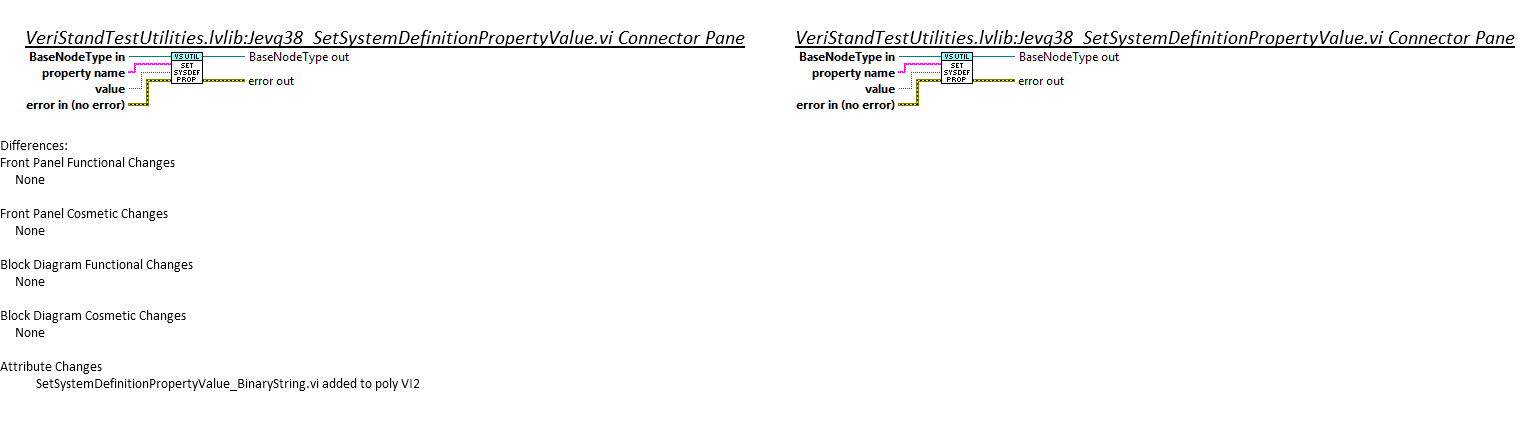 VeriStandTestUtilities.lvlib:Jevq38_SetSystemDefinitionPropertyValue.vi Connector Pane
BaseNodeType in
property name
value
error in (no error)
VS UTIL
SET
SYSDEF
PROP
BaseNodeType out
error out
VeriStandTestUtilities.lvlib:Jevq38_SetSystemDefinitionPropertyValue.vi Connector Pane
BaseNodeType in
property name
value
error in (no error)
VS UTIL
SET
SYSDEF
PROP
BaseNodeType out
error out
Differences:
Front Panel Functional Changes
None
Front Panel Cosmetic Changes
None
Block Diagram Functional Changes
None
Block Diagram Cosmetic Changes
None
Attribute Changes
SetSystemDefinitionPropertyValue_BinaryString.vi added to poly VI2